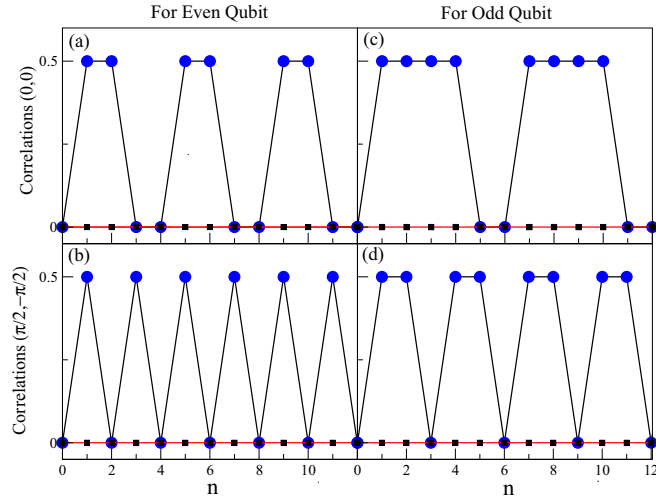 For Even Qubit For Odd Qubit
(a) (c)
Correlations (0,0)
0.5
0
(b) (d)
Correlations (π/2,−π/2)
0.5
0
0 2 4 6 8 10 0 2 4 6 8 10 12
n n